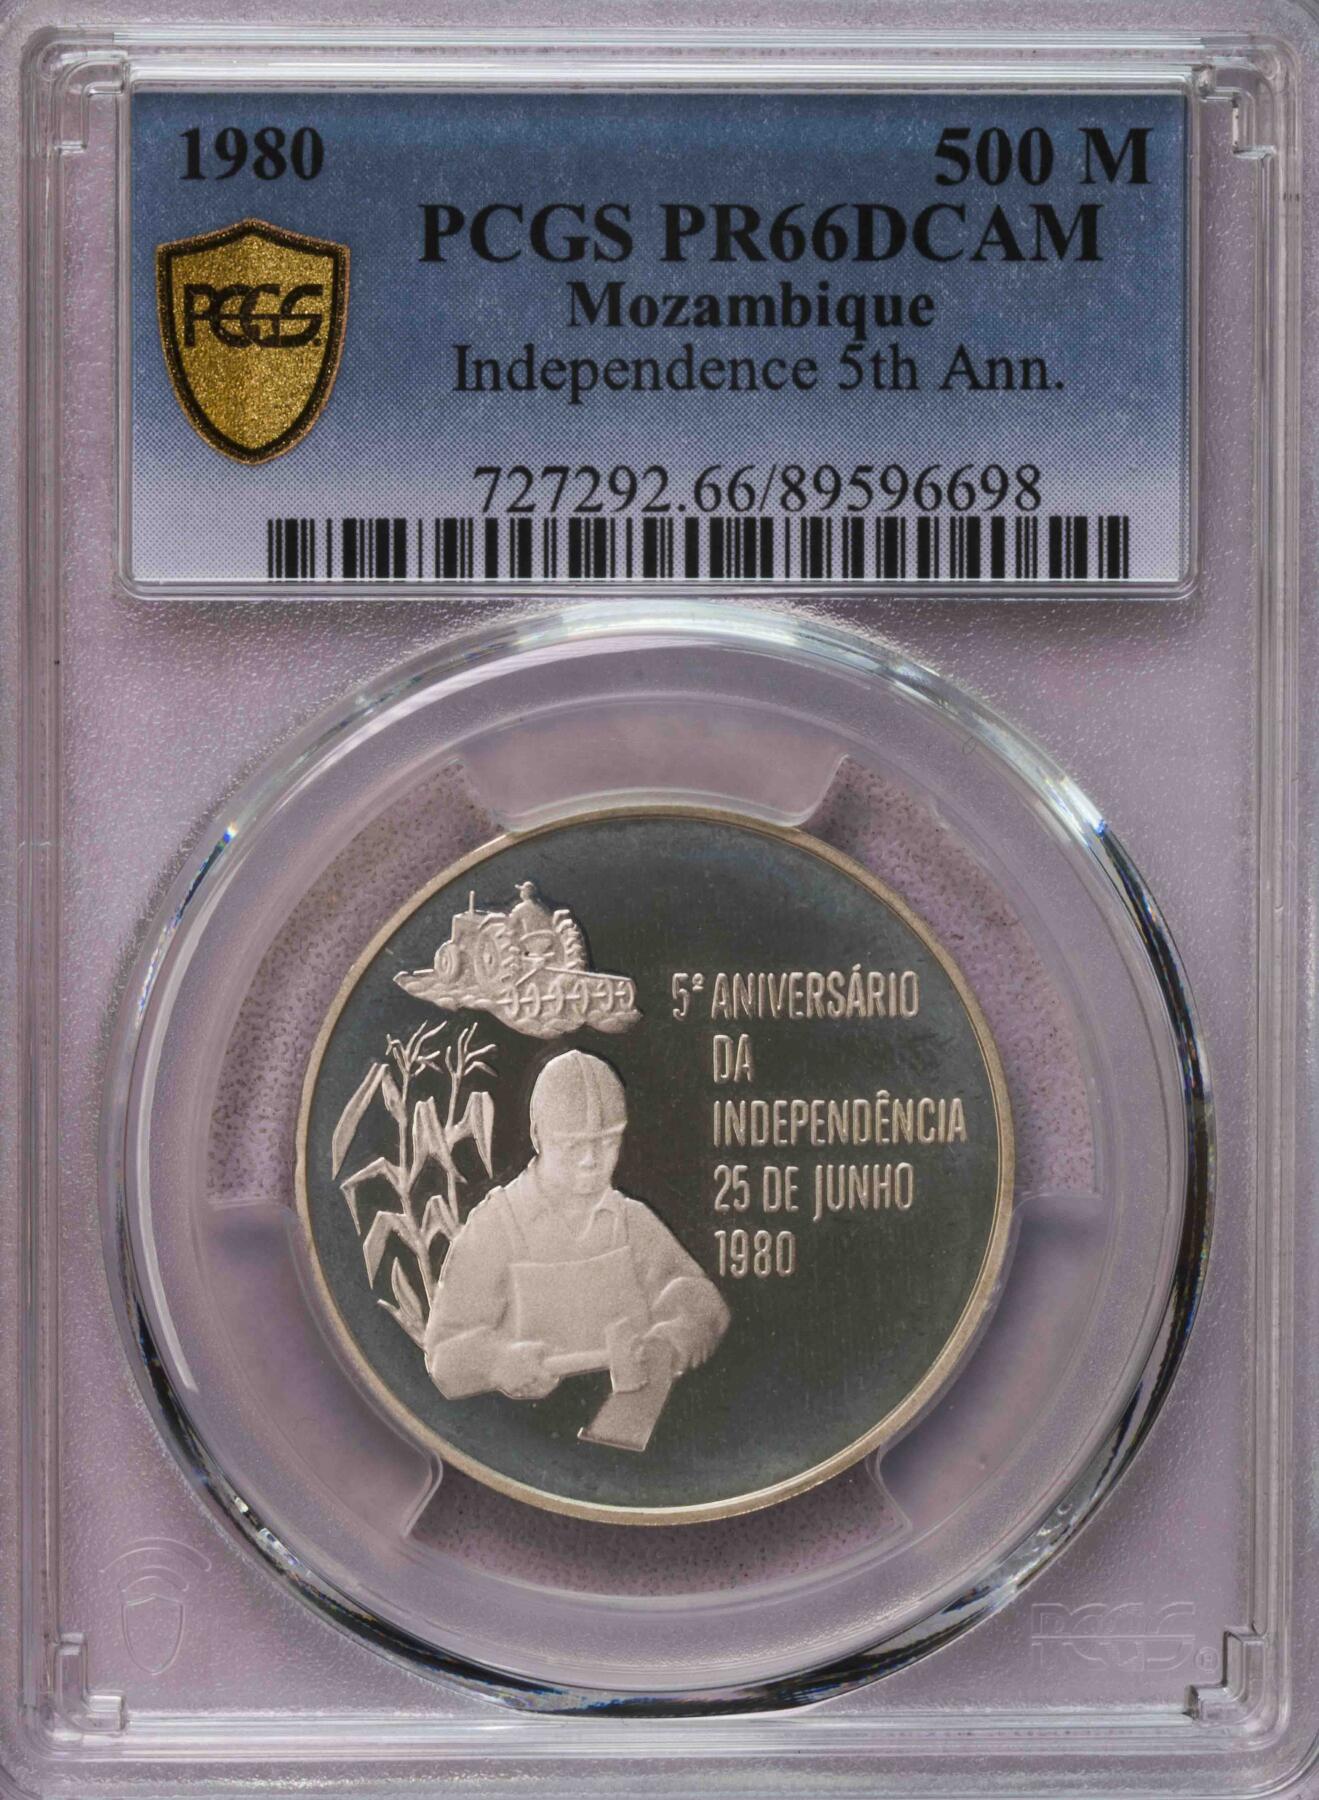 1980
500 M
PCGS PR66DCAM
Mozambique
PCGS
Independence 5th Ann.
727292.66/89596698
5º ANIVERSÁRIO
DA
INDEPENDÊNCIA
25 DE JUNHO
1980
PCGS®